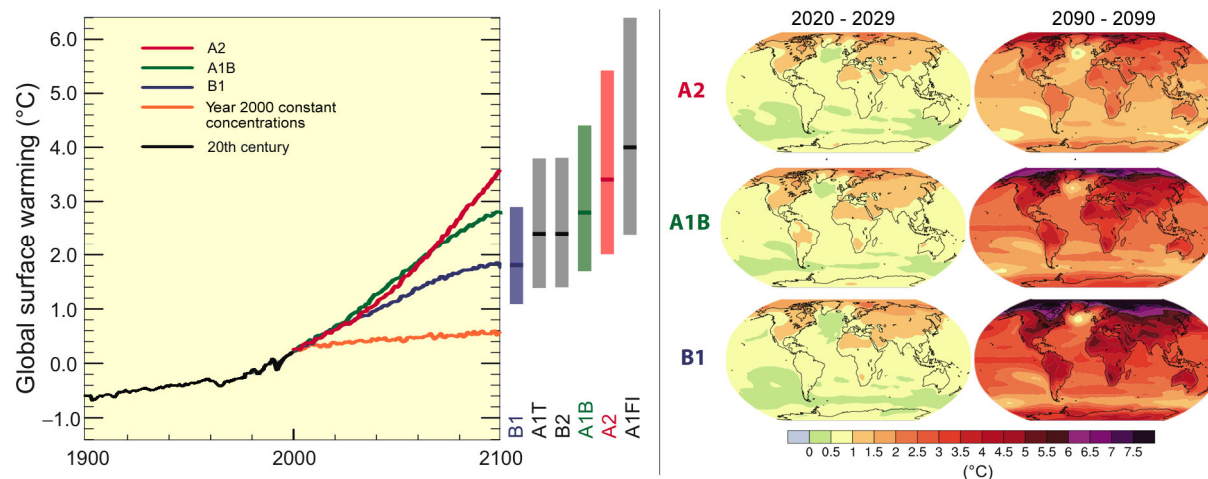 Global surface warming (°C)
6.0
5.0
4.0
3.0
2.0
1.0
0.0
–1.0
A2
A1B
B1
Year 2000 constant
concentrations
20th century
1900
2000
2100
B1
A1T
B2
A1B
A2
A1FI
2020 - 2029
2090 - 2099
A2
A1B
B1
0 0.5 1 1.5 2 2.5 3 3.5 4 4.5 5 5.5 6 6.5 7 7.5
(°C)